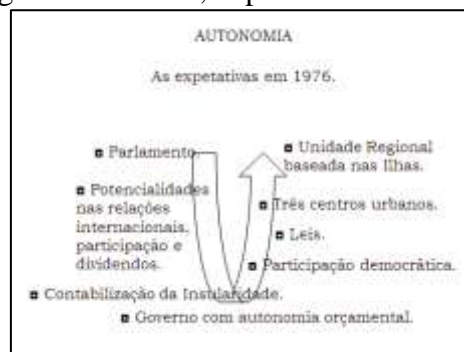 AUTONOMIA
As expetativas em 1976.
◘ Parlamento.
◘ Potencialidades
nas relações
internacionais,
participação e
dividendos.
◘ Contabilização da Insularidade.
◘ Governo com autonomia orçamental.
◘ Participação democrática.
◘ Leis.
◘ Três centros urbanos.
◘ Unidade Regional
baseada nas Ilhas.